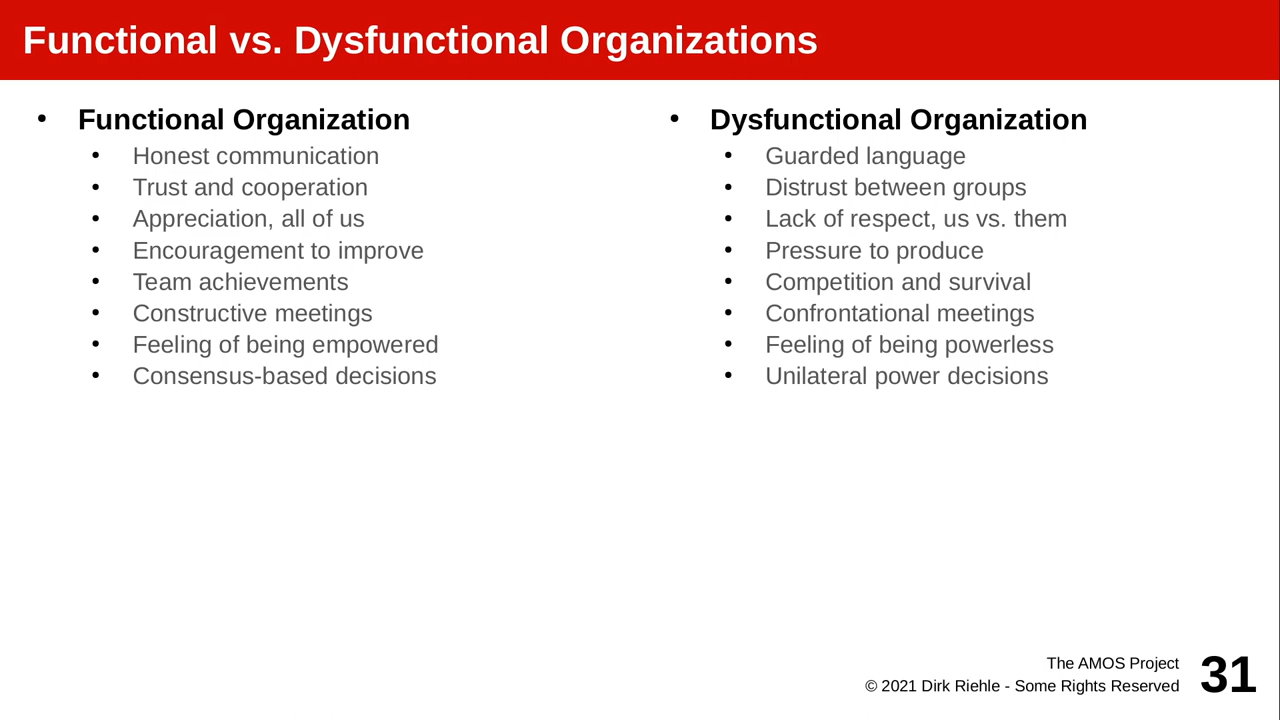 Functional vs. Dysfunctional Organizations
• Functional Organization
• Honest communication
• Trust and cooperation
• Appreciation, all of us
• Encouragement to improve
• Team achievements
• Constructive meetings
• Feeling of being empowered
• Consensus-based decisions
• Dysfunctional Organization
• Guarded language
• Distrust between groups
• Lack of respect, us vs. them
• Pressure to produce
• Competition and survival
• Confrontational meetings
• Feeling of being powerless
• Unilateral power decisions
The AMOS Project
© 2021 Dirk Riehle - Some Rights Reserved
31